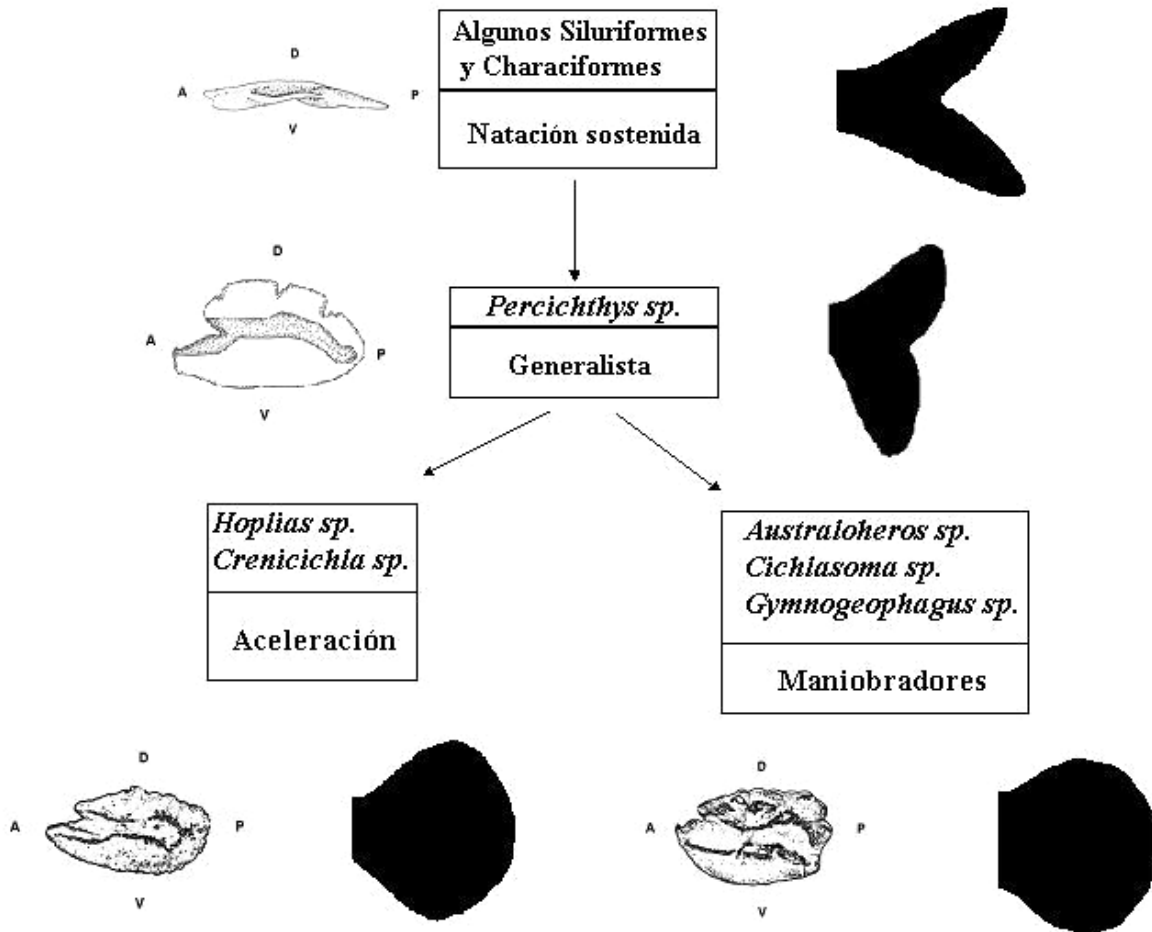 Algunos Siluriformes
y Characiformes
Natación sostenida
D
A
P
V
Percichthys sp.
Generalista
D
A
P
V
Hoplias sp.
Crenicichla sp.
Aceleración
Australoheros sp.
Cichlasoma sp.
Gymnogeophagus sp.
Maniobradores
D
A
P
V
D
A
P
V